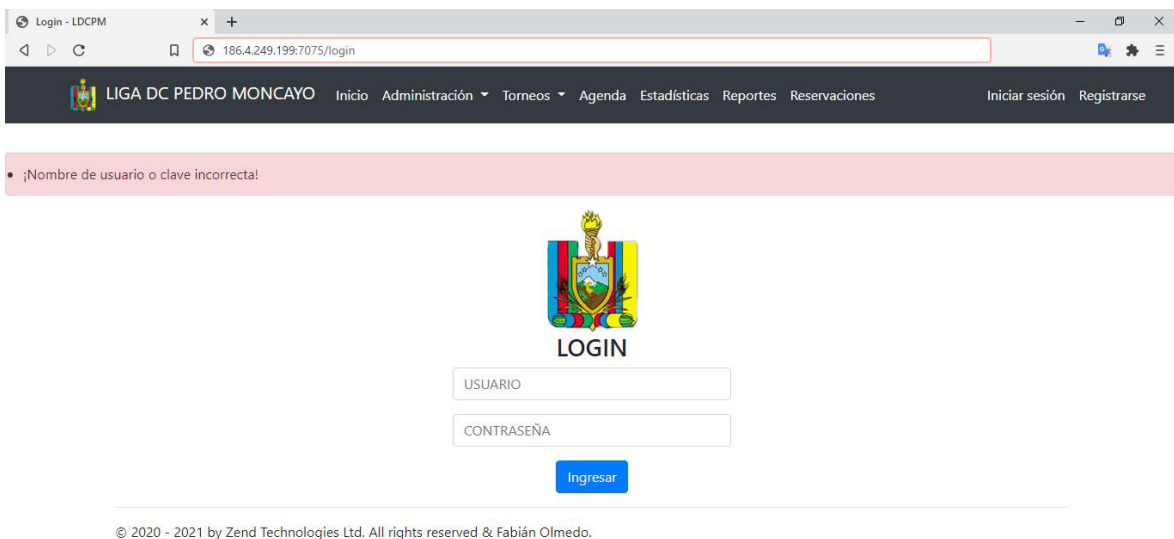 Login - LDCPM
186.4.249.199:7075/login
LIGA DC PEDRO MONCAYO Inicio Administración Torneos Agenda Estadísticas Reportes Reservaciones Iniciar sesión Registrarse
¡Nombre de usuario o clave incorrecta!
LOGIN
USUARIO
CONTRASEÑA
Ingresar
© 2020 - 2021 by Zend Technologies Ltd. All rights reserved & Fabián Olmedo.